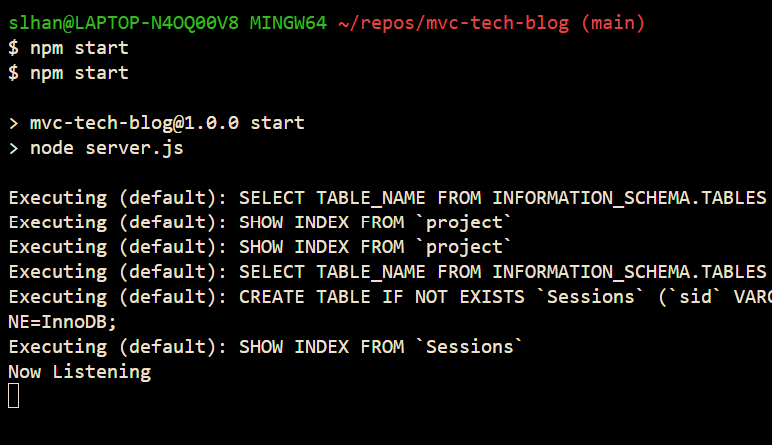 slhan@LAPTOP-N4OQ00V8 MINGW64 ~/repos/mvc-tech-blog (main)
$ npm start
$ npm start
> mvc-tech-blog@1.0.0 start
> node server.js
Executing (default): SELECT TABLE_NAME FROM INFORMATION_SCHEMA.TABLES
Executing (default): SHOW INDEX FROM `project`
Executing (default): SHOW INDEX FROM `project`
Executing (default): SELECT TABLE_NAME FROM INFORMATION_SCHEMA.TABLES
Executing (default): CREATE TABLE IF NOT EXISTS `Sessions` (`sid` VARC
NE=InnoDB;
Executing (default): SHOW INDEX FROM `Sessions`
Now Listening